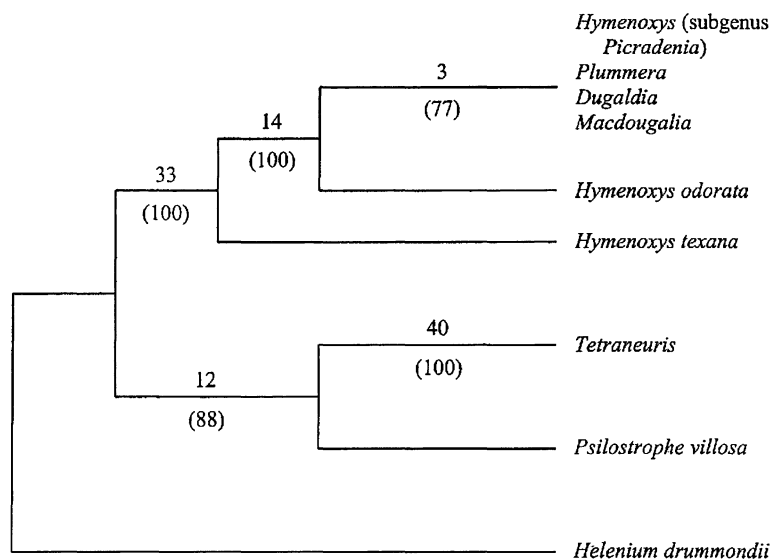 Hymenoxys (subgenus
Picradenia)
3
Plummera
(77)
Dugaldia
14
Macdougalia
(100)
33
Hymenoxys odorata
(100)
Hymenoxys texana
40
Tetraneuris
(100)
12
(88)
Psilostrophe villosa
Helenium drummondii